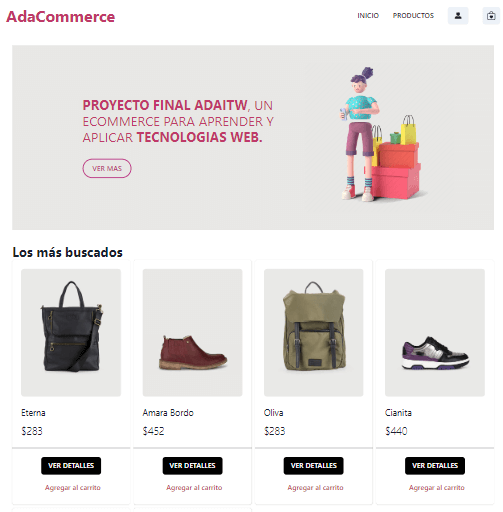 AdaCommerce
INICIO PRODUCTOS
PROYECTO FINAL ADAITW, UN
ECOMMERCE PARA APRENDER Y
APLICAR TECNOLOGIAS WEB.
VER MAS
Los más buscados
Eterna
$283
VER DETALLES
Agregar al carrito
Amara Bordo
$452
VER DETALLES
Agregar al carrito
Oliva
$283
VER DETALLES
Agregar al carrito
Cianita
$440
VER DETALLES
Agregar al carrito